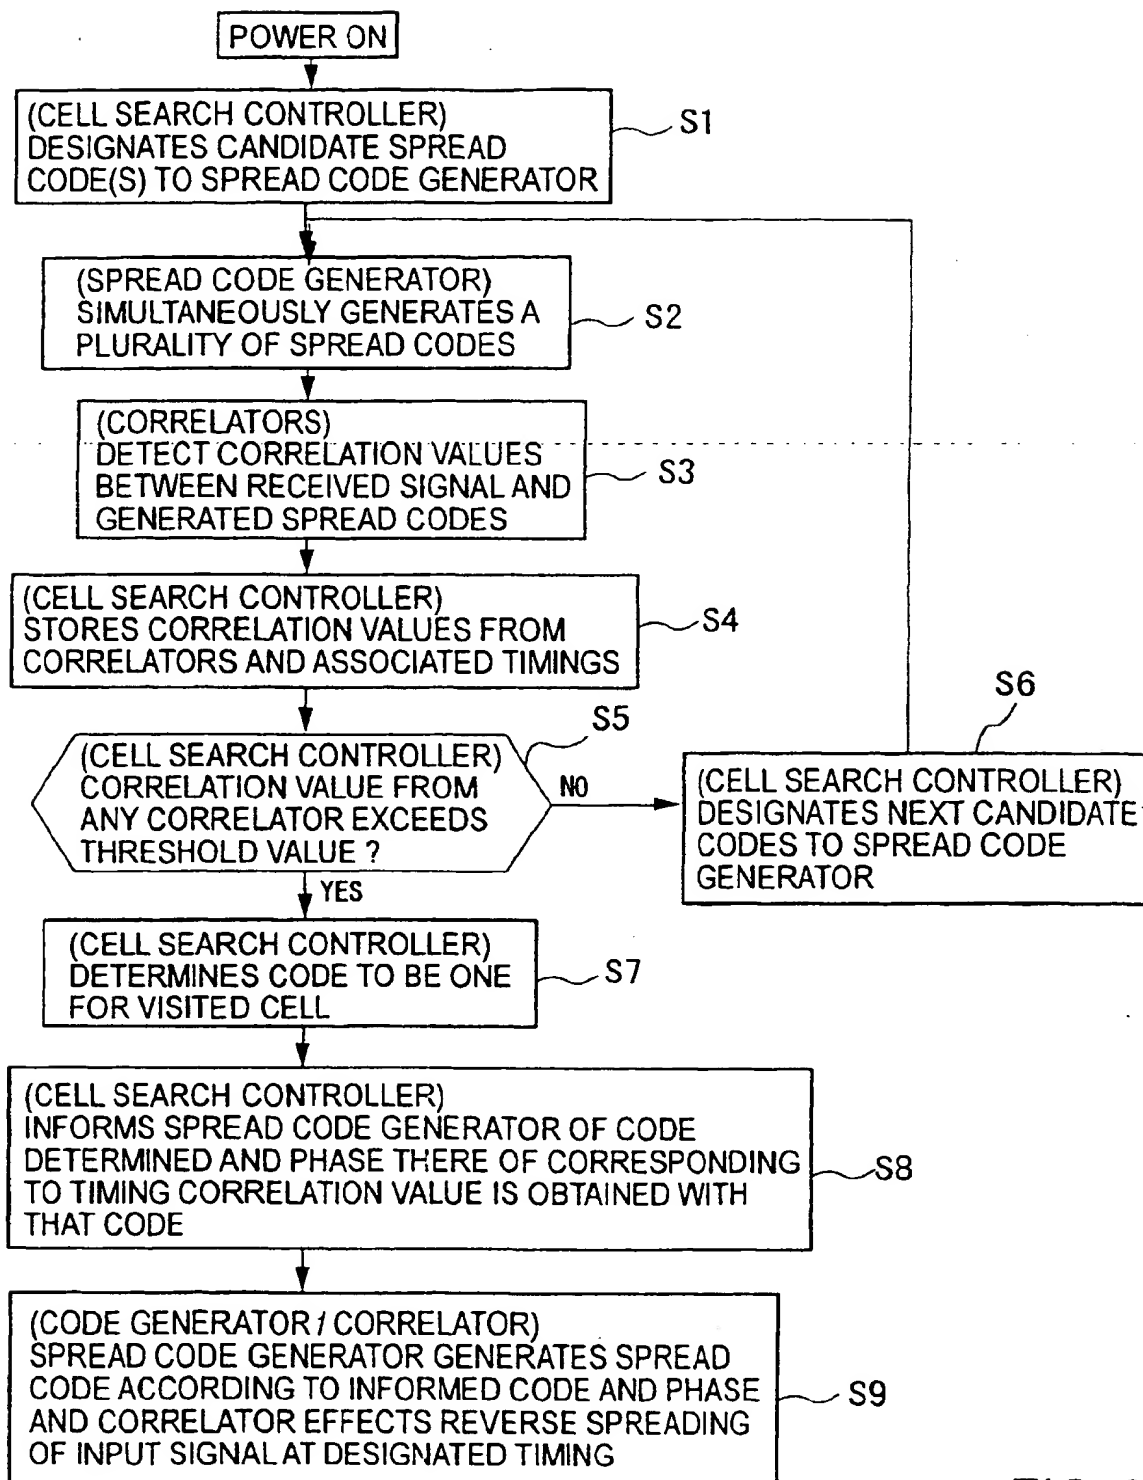 POWER ON
(CELL SEARCH CONTROLLER)
DESIGNATES CANDIDATE SPREAD
CODE(S) TO SPREAD CODE GENERATOR
S1
(SPREAD CODE GENERATOR)
SIMULTANEOUSLY GENERATES A
PLURALITY OF SPREAD CODES
S2
(CORRELATORS)
DETECT CORRELATION VALUES
BETWEEN RECEIVED SIGNAL AND
GENERATED SPREAD CODES
S3
(CELL SEARCH CONTROLLER)
STORES CORRELATION VALUES FROM
CORRELATORS AND ASSOCIATED TIMINGS
S4
(CELL SEARCH CONTROLLER)
CORRELATION VALUE FROM
ANY CORRELATOR EXCEEDS
THRESHOLD VALUE ?
S5
NO
YES
S6
(CELL SEARCH CONTROLLER)
DESIGNATES NEXT CANDIDATE
CODES TO SPREAD CODE
GENERATOR
(CELL SEARCH CONTROLLER)
DETERMINES CODE TO BE ONE
FOR VISITED CELL
S7
(CELL SEARCH CONTROLLER)
INFORMS SPREAD CODE GENERATOR OF CODE
DETERMINED AND PHASE THERE OF CORRESPONDING
TO TIMING CORRELATION VALUE IS OBTAINED WITH
THAT CODE
S8
(CODE GENERATOR / CORRELATOR)
SPREAD CODE GENERATOR GENERATES SPREAD
CODE ACCORDING TO INFORMED CODE AND PHASE
AND CORRELATOR EFFECTS REVERSE SPREADING
OF INPUT SIGNAL AT DESIGNATED TIMING
S9